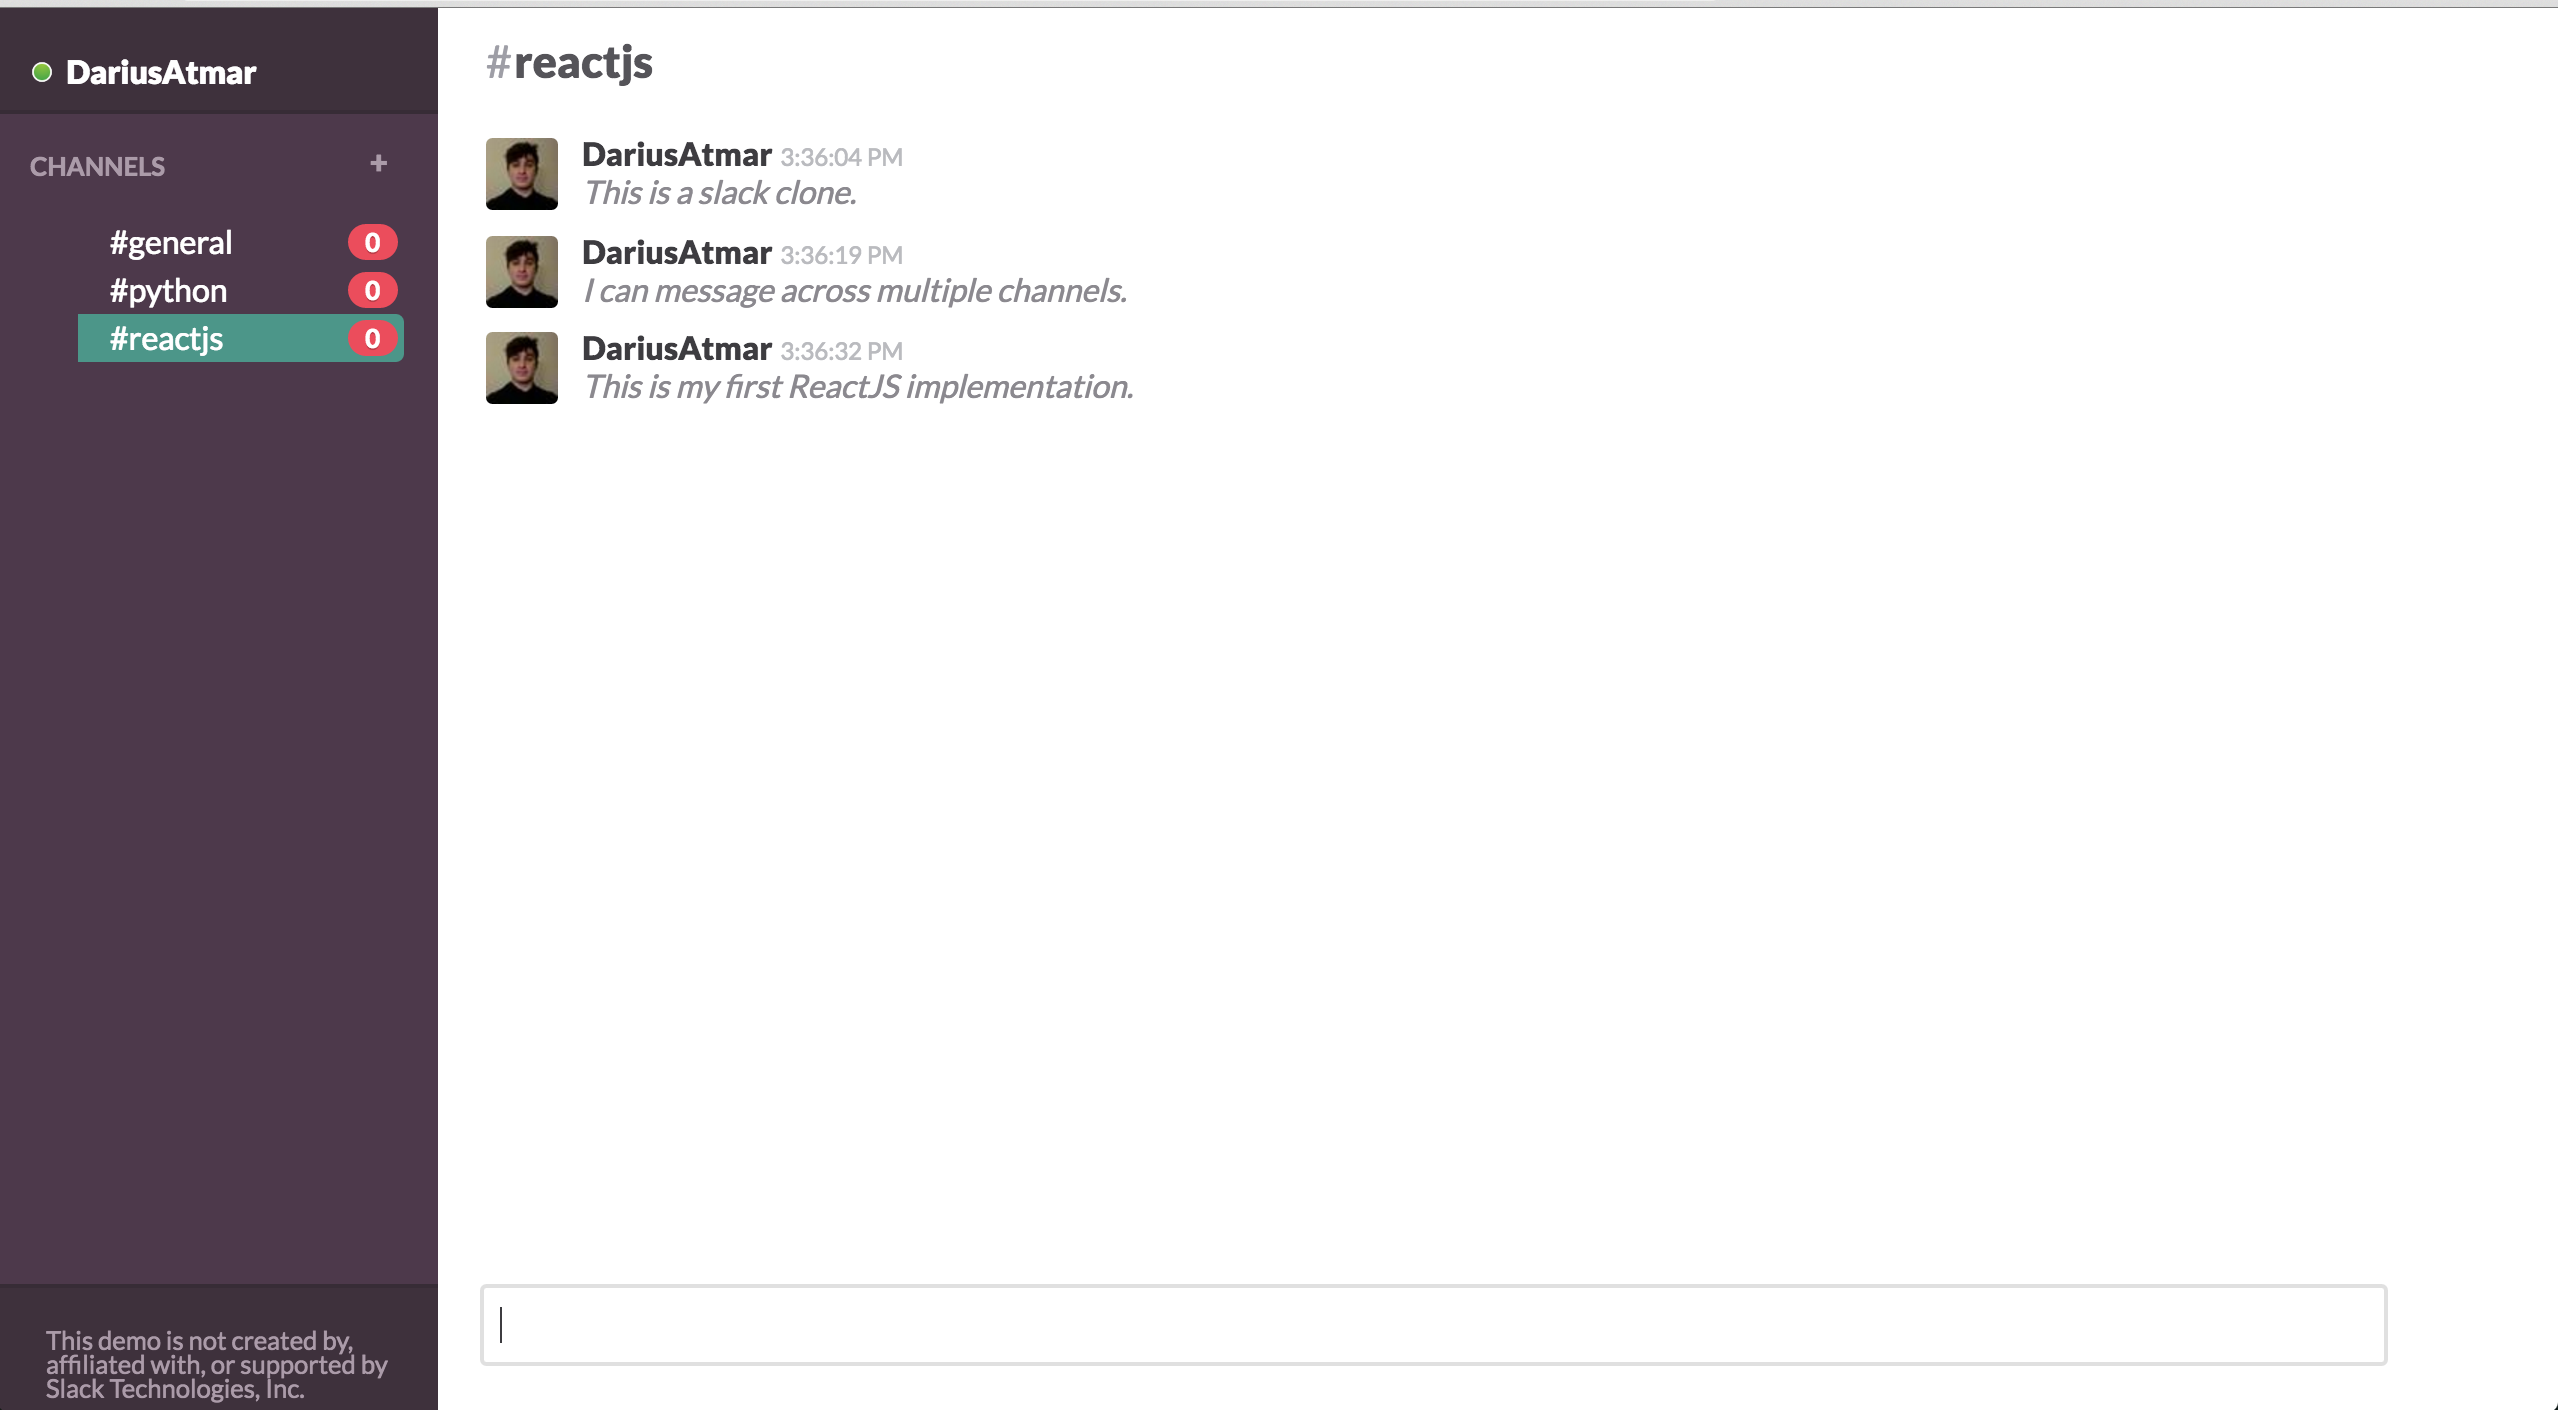 DariusAtmar
CHANNELS +
#general 0
#python 0
#reactjs 0
This demo is not created by,
affiliated with, or supported by
Slack Technologies, Inc.
#reactjs
DariusAtmar 3:36:04 PM
This is a slack clone.
DariusAtmar 3:36:19 PM
I can message across multiple channels.
DariusAtmar 3:36:32 PM
This is my first ReactJS implementation.